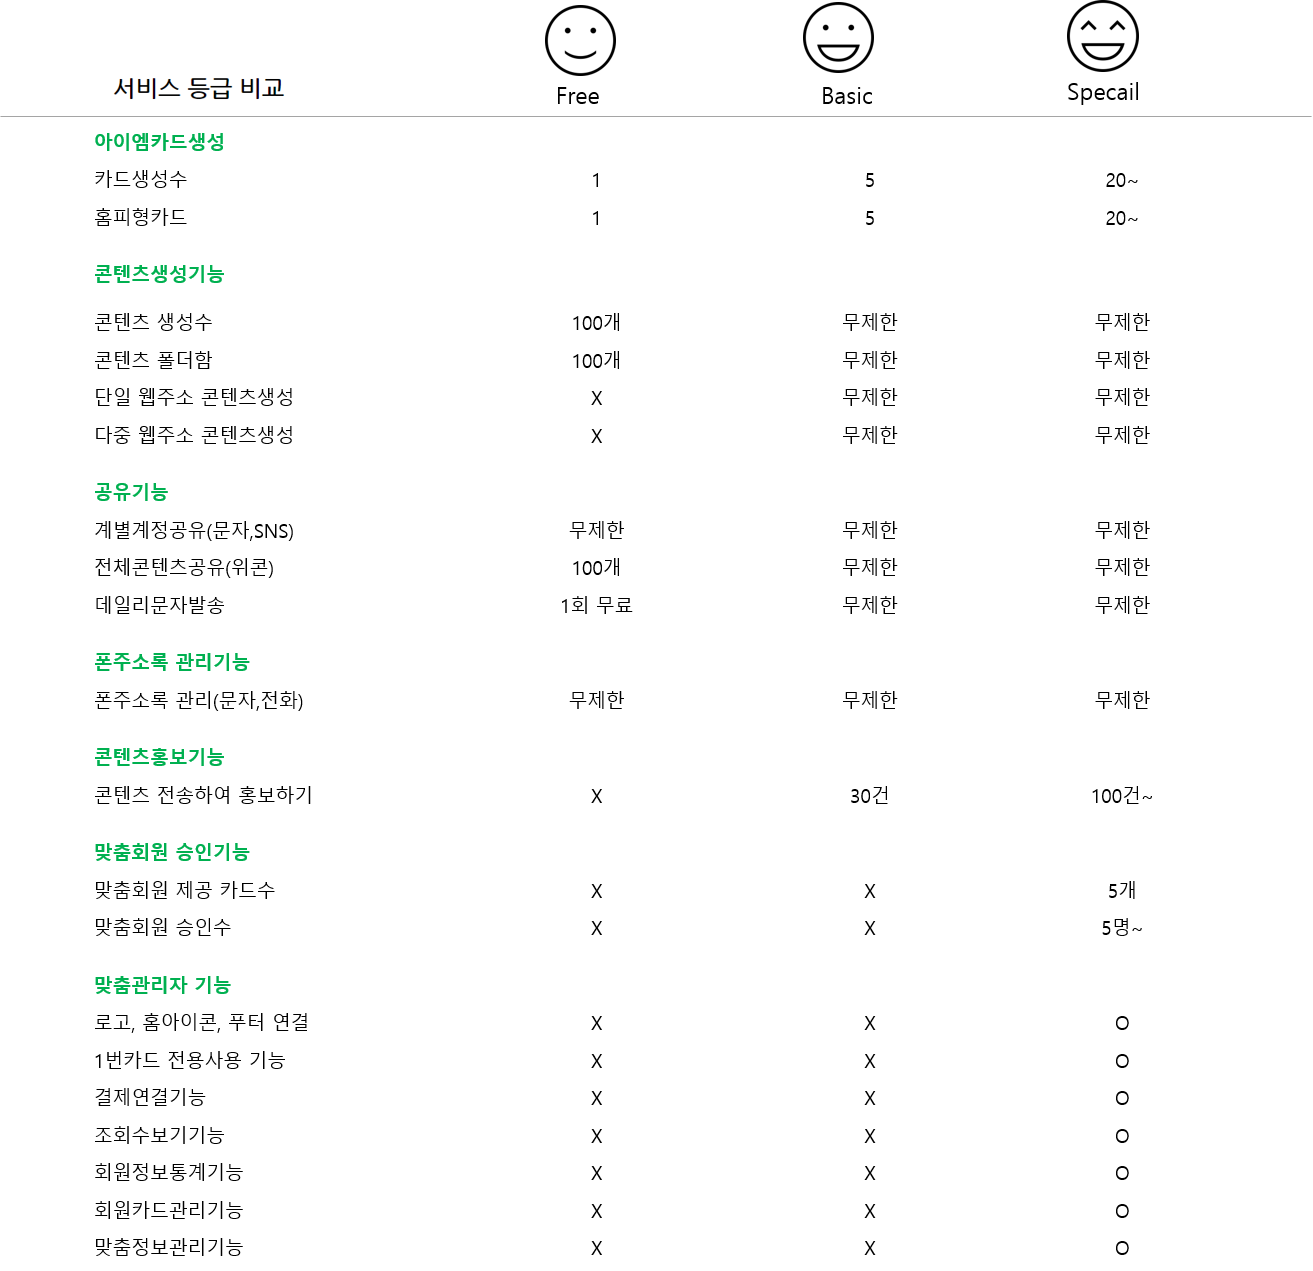 서비스 등급 비교 Free Basic Specail
아이엠카드생성
카드생성수 1 5 20~
홈피형카드 1 5 20~
콘텐츠생성기능
콘텐츠 생성수 100개 무제한 무제한
콘텐츠 폴더함 100개 무제한 무제한
단일 웹주소 콘텐츠생성 X 무제한 무제한
다중 웹주소 콘텐츠생성 X 무제한 무제한
공유기능
계별계정공유(문자,SNS) 무제한 무제한 무제한
전체콘텐츠공유(위콘) 100개 무제한 무제한
데일리문자발송 1회 무료 무제한 무제한
폰주소록 관리기능
폰주소록 관리(문자,전화) 무제한 무제한 무제한
콘텐츠홍보기능
콘텐츠 전송하여 홍보하기 X 30건 100건~
맞춤회원 승인기능
맞춤회원 제공 카드수 X X 5개
맞춤회원 승인수 X X 5명~
맞춤관리자 기능
로고, 홈아이콘, 푸터 연결 X X O
1번카드 전용사용 기능 X X O
결제연결기능 X X O
조회수보기기능 X X O
회원정보통계기능 X X O
회원카드관리기능 X X O
맞춤정보관리기능 X X O